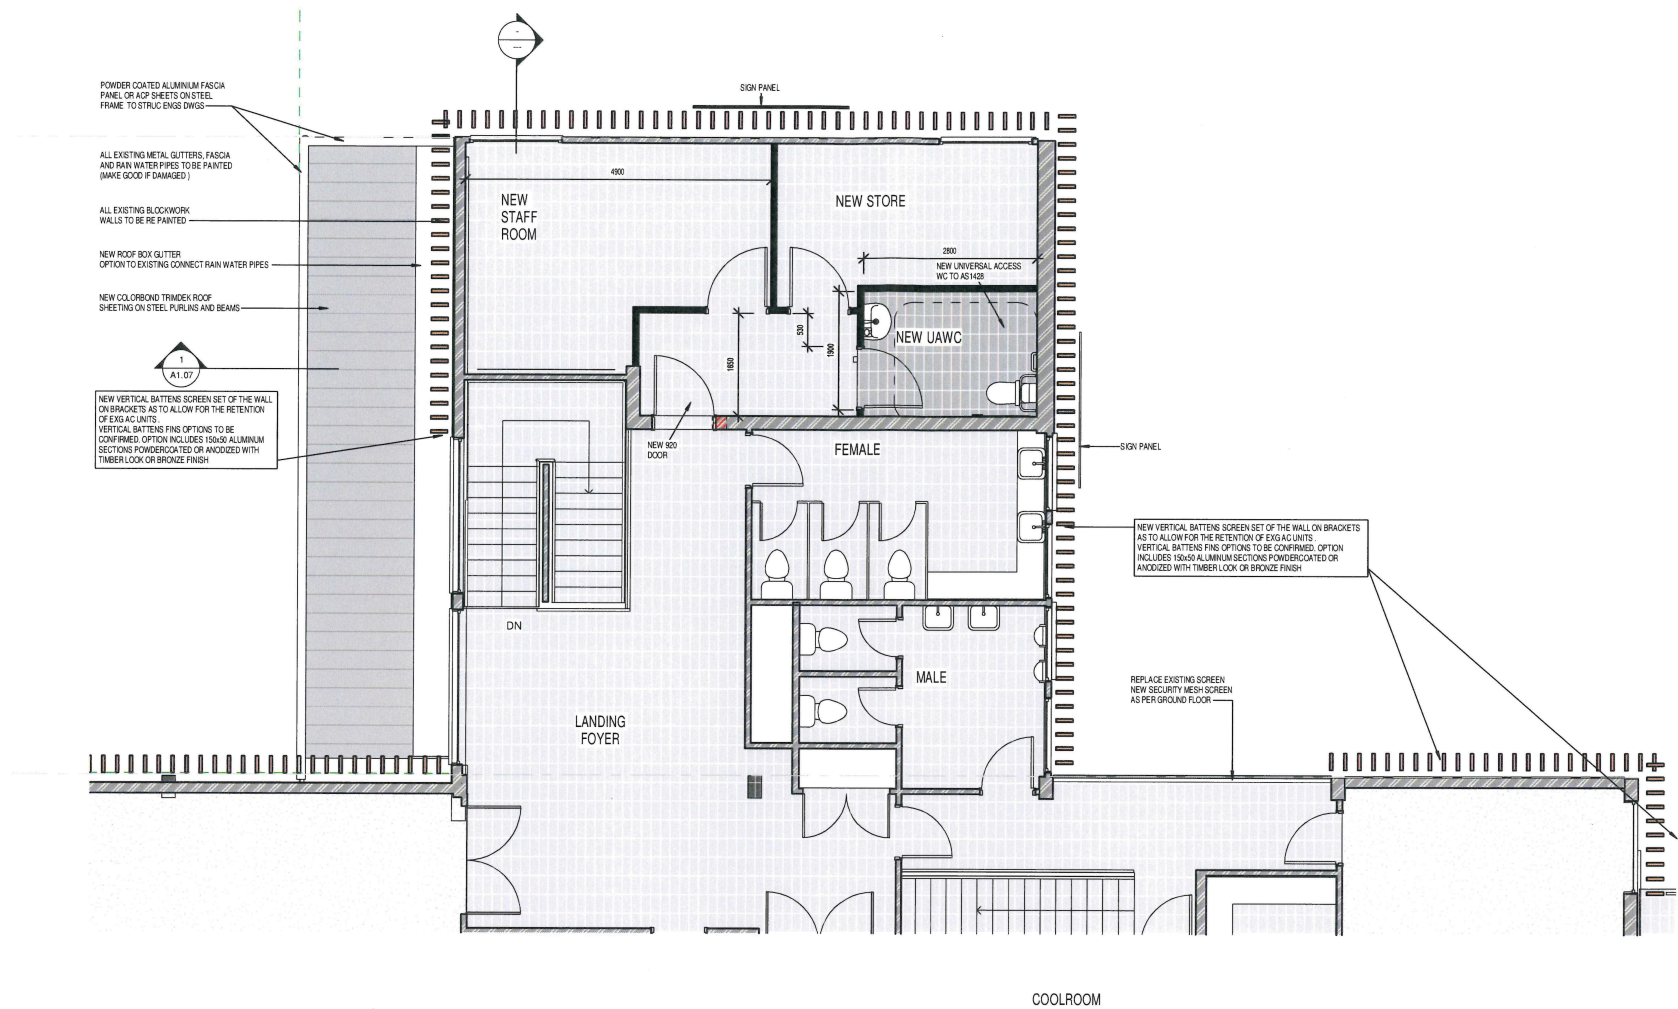 -
---
POWDER COATED ALUMINIUM FASCIA
PANEL OR ACP SHEETS ON STEEL
FRAME TO STRUC ENGS DWGS
SIGN PANEL
ALL EXISTING METAL GUTTERS, FASCIA
AND RAIN WATER PIPES TO BE PAINTED
(MAKE GOOD IF DAMAGED )
4900
NEW
STAFF
ROOM
NEW STORE
ALL EXISTING BLOCKWORK
WALLS TO BE RE PAINTED
NEW ROOF BOX GUTTER
OPTION TO EXISTING CONNECT RAIN WATER PIPES
2800
NEW UNIVERSAL ACCESS
WC TO AS1428
NEW COLORBOND TRIMDEK ROOF
SHEETING ON STEEL PURLINS AND BEAMS
530
NEW UAWC
1650
1900
1
A1.07
NEW VERTICAL BATTENS SCREEN SET OF THE WALL
ON BRACKETS AS TO ALLOW FOR THE RETENTION
OF EXG AC UNITS .
VERTICAL BATTENS FINS OPTIONS TO BE
CONFIRMED. OPTION INCLUDES 150x50 ALUMINUM
SECTIONS POWDERCOATED OR ANODIZED WITH
TIMBER LOOK OR BRONZE FINISH
NEW 920
DOOR
FEMALE
SIGN PANEL
NEW VERTICAL BATTENS SCREEN SET OF THE WALL ON BRACKETS
AS TO ALLOW FOR THE RETENTION OF EXG AC UNITS .
VERTICAL BATTENS FINS OPTIONS TO BE CONFIRMED. OPTION
INCLUDES 150x50 ALUMINUM SECTIONS POWDERCOATED OR
ANODIZED WITH TIMBER LOOK OR BRONZE FINISH
DN
MALE
REPLACE EXISTING SCREEN
NEW SECURITY MESH SCREEN
AS PER GROUND FLOOR
LANDING
FOYER
COOLROOM